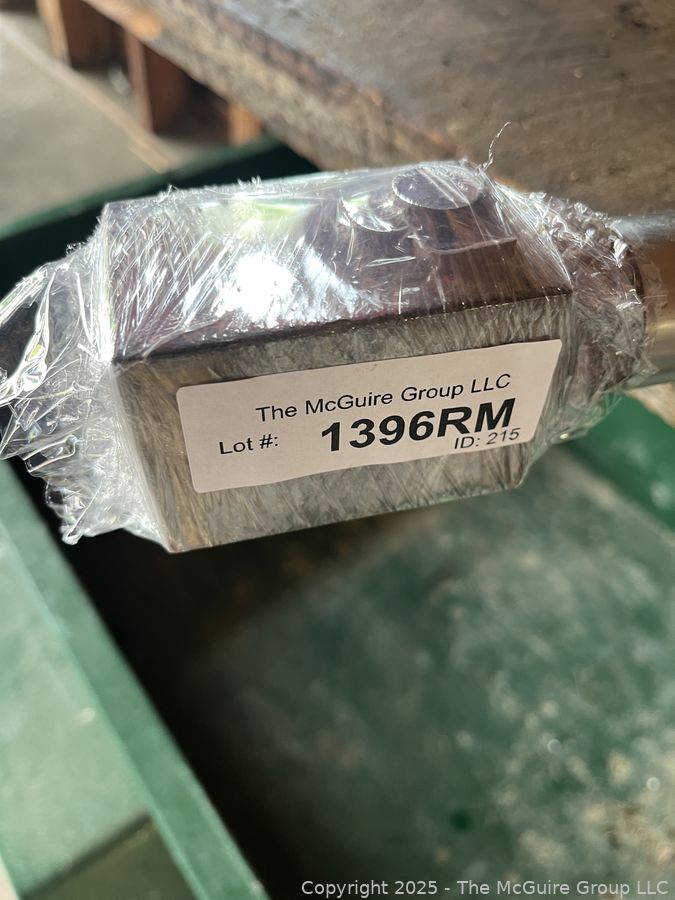 The McGuire Group LLC
Lot #: 1396RM
ID: 215
Copyright 2025 - The McGuire Group LLC